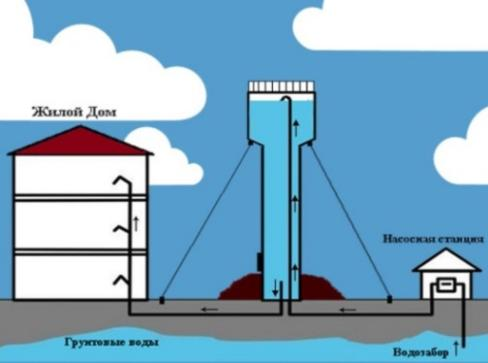 Жилой Дом
Насосная станция
Грунтовые воды
Водозабор